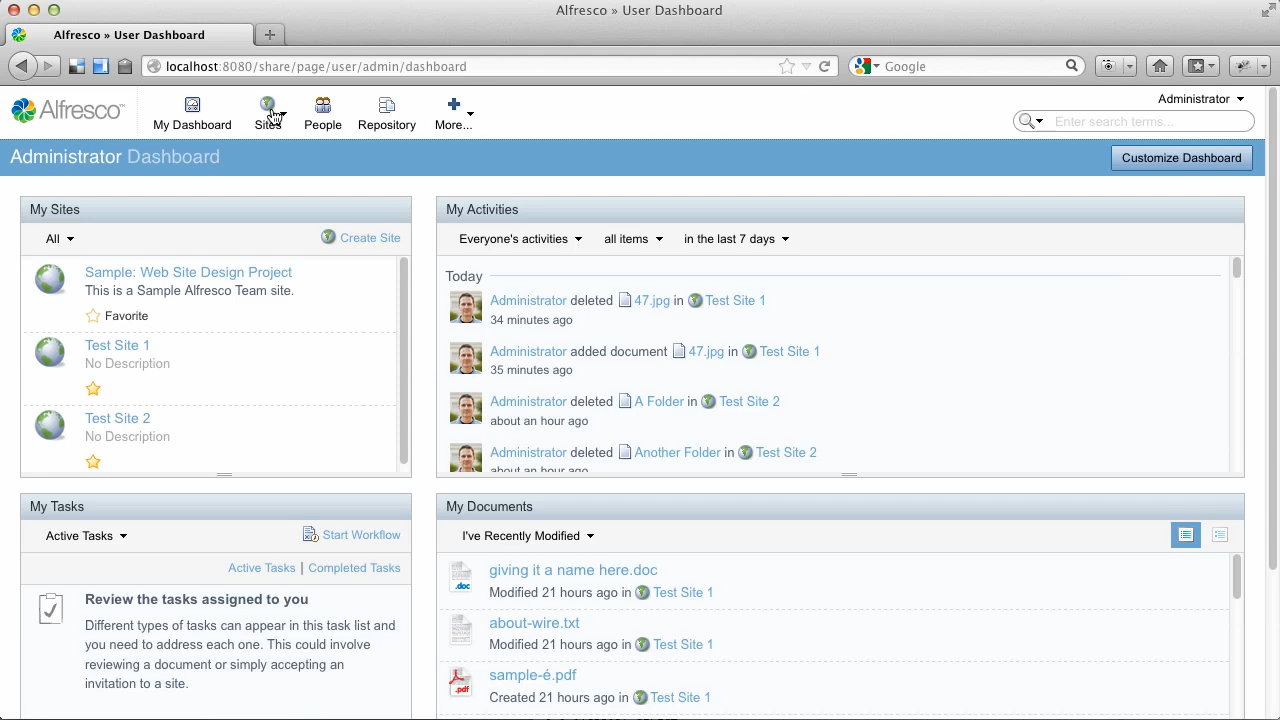 Alfresco » User Dashboard
Alfresco » User Dashboard
localhost:8080/share/page/user/admin/dashboard
Google
Alfresco™
My Dashboard
Sites
People
Repository
More...
Administrator
Enter search terms...
Administrator Dashboard
Customize Dashboard
My Sites
All
Create Site
Sample: Web Site Design Project
This is a Sample Alfresco Team site.
Favorite
Test Site 1
No Description
Test Site 2
No Description
My Activities
Everyone's activities
all items
in the last 7 days
Today
Administrator deleted 47.jpg in Test Site 1
34 minutes ago
Administrator added document 47.jpg in Test Site 1
35 minutes ago
Administrator deleted A Folder in Test Site 2
about an hour ago
Administrator deleted Another Folder in Test Site 2
about an hour ago
My Tasks
Active Tasks
Start Workflow
Active Tasks | Completed Tasks
Review the tasks assigned to you
Different types of tasks can appear in this task list and
you need to address each one. This could involve
reviewing a document or simply accepting an
invitation to a site.
My Documents
I've Recently Modified
.doc
giving it a name here.doc
Modified 21 hours ago in Test Site 1
about-wire.txt
Modified 21 hours ago in Test Site 1
.pdf
sample-é.pdf
Created 21 hours ago in Test Site 1